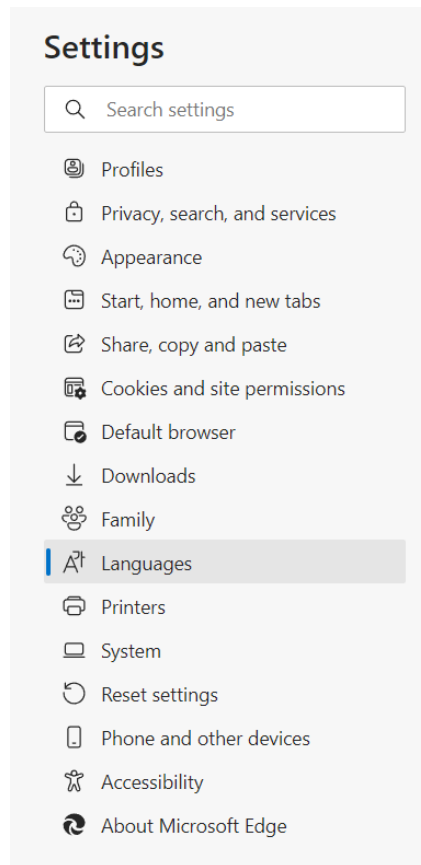 Settings
Search settings
Profiles
Privacy, search, and services
Appearance
Start, home, and new tabs
Share, copy and paste
Cookies and site permissions
Default browser
Downloads
Family
Languages
Printers
System
Reset settings
Phone and other devices
Accessibility
About Microsoft Edge